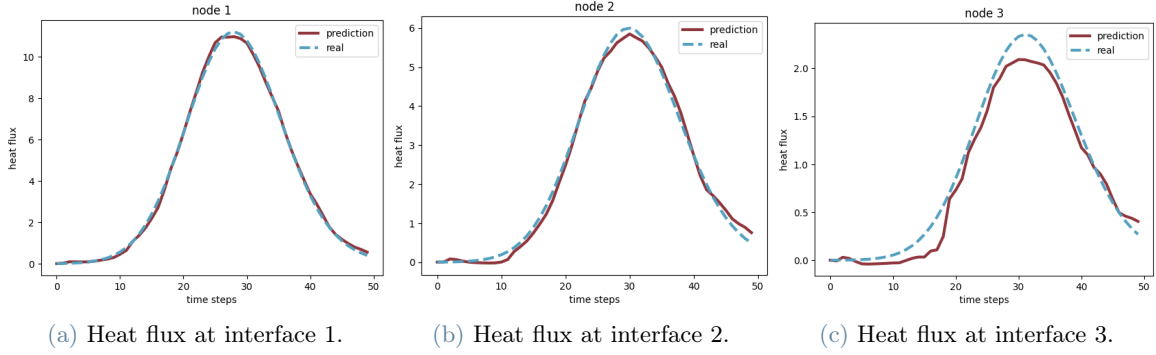 node 1
prediction
real
10
8
6
4
2
0
heat flux
0
10
20
30
40
50
time steps
(a) Heat flux at interface 1.
node 2
prediction
real
6
5
4
3
2
1
0
heat flux
0
10
20
30
40
50
time steps
(b) Heat flux at interface 2.
node 3
prediction
real
2.0
1.5
1.0
0.5
0.0
heat flux
0
10
20
30
40
50
time steps
(c) Heat flux at interface 3.